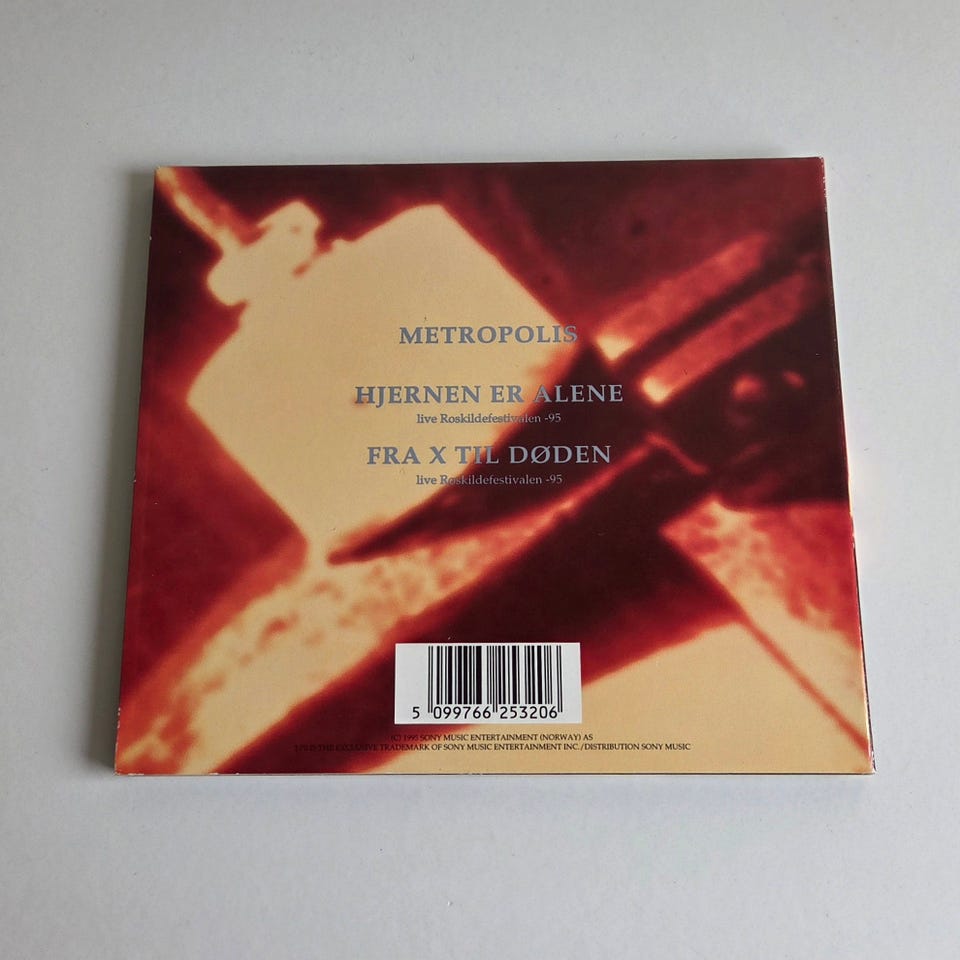 METROPOLIS
HJERNEN ER ALENE
live Roskildefestivalen -95
FRA X TIL DØDEN
live Roskildefestivalen -95
5 099766 253206
(C) 1995 SONY MUSIC ENTERTAINMENT (NORWAY) AS
IS THE EXCLUSIVE TRADEMARK OF SONY MUSIC ENTERTAINMENT INC./DISTRIBUTION SONY MUSIC